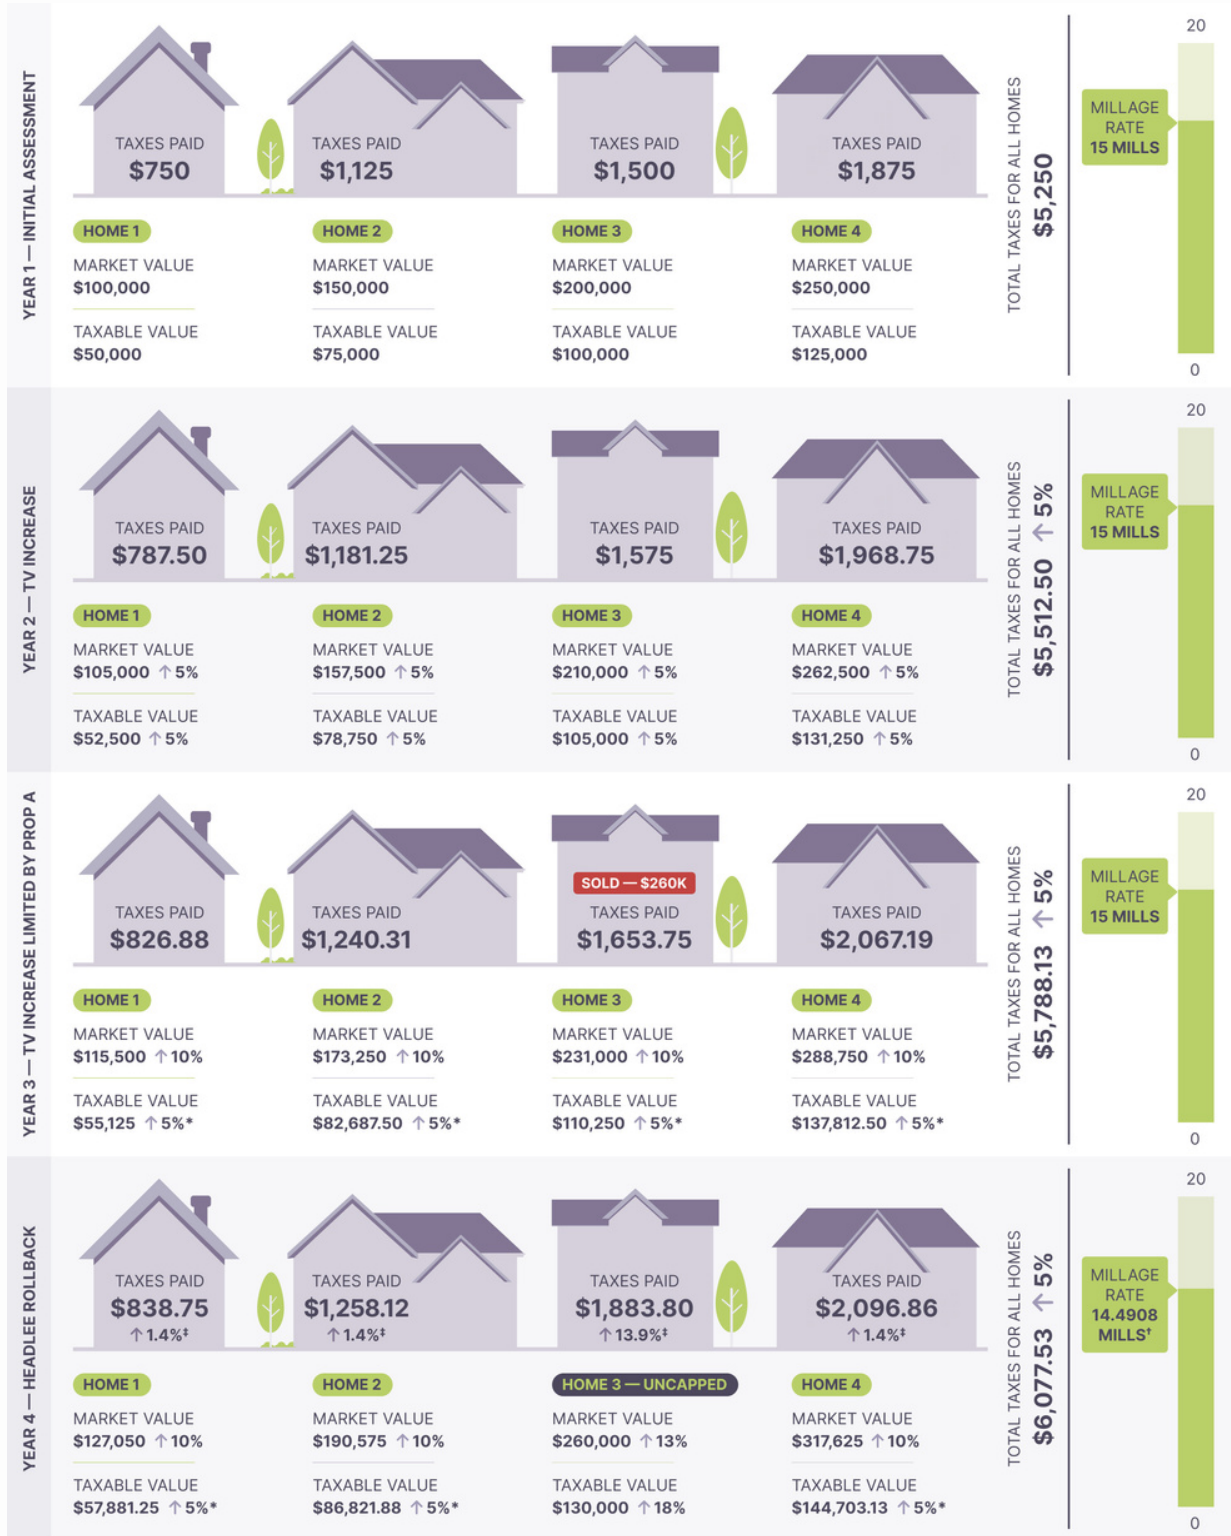 YEAR 1 — INITIAL ASSESSMENT
TAXES PAID
$750
TAXES PAID
$1,125
TAXES PAID
$1,500
TAXES PAID
$1,875
HOME 1
MARKET VALUE
$100,000
TAXABLE VALUE
$50,000
HOME 2
MARKET VALUE
$150,000
TAXABLE VALUE
$75,000
HOME 3
MARKET VALUE
$200,000
TAXABLE VALUE
$100,000
HOME 4
MARKET VALUE
$250,000
TAXABLE VALUE
$125,000
TOTAL TAXES FOR ALL HOMES
$5,250
MILLAGE
RATE
15 MILLS
20
0
YEAR 2 — TV INCREASE
TAXES PAID
$787.50
TAXES PAID
$1,181.25
TAXES PAID
$1,575
TAXES PAID
$1,968.75
HOME 1
MARKET VALUE
$105,000 ↑ 5%
TAXABLE VALUE
$52,500 ↑ 5%
HOME 2
MARKET VALUE
$157,500 ↑ 5%
TAXABLE VALUE
$78,750 ↑ 5%
HOME 3
MARKET VALUE
$210,000 ↑ 5%
TAXABLE VALUE
$105,000 ↑ 5%
HOME 4
MARKET VALUE
$262,500 ↑ 5%
TAXABLE VALUE
$131,250 ↑ 5%
TOTAL TAXES FOR ALL HOMES
$5,512.50 ↑ 5%
MILLAGE
RATE
15 MILLS
20
0
YEAR 3 — TV INCREASE LIMITED BY PROP A
TAXES PAID
$826.88
TAXES PAID
$1,240.31
SOLD — $260K
TAXES PAID
$1,653.75
TAXES PAID
$2,067.19
HOME 1
MARKET VALUE
$115,500 ↑ 10%
TAXABLE VALUE
$55,125 ↑ 5%*
HOME 2
MARKET VALUE
$173,250 ↑ 10%
TAXABLE VALUE
$82,687.50 ↑ 5%*
HOME 3
MARKET VALUE
$231,000 ↑ 10%
TAXABLE VALUE
$110,250 ↑ 5%*
HOME 4
MARKET VALUE
$288,750 ↑ 10%
TAXABLE VALUE
$137,812.50 ↑ 5%*
TOTAL TAXES FOR ALL HOMES
$5,788.13 ↑ 5%
MILLAGE
RATE
15 MILLS
20
0
YEAR 4 — HEADLEE ROLLBACK
TAXES PAID
$838.75
↑ 1.4%‡
TAXES PAID
$1,258.12
↑ 1.4%‡
TAXES PAID
$1,883.80
↑ 13.9%‡
TAXES PAID
$2,096.86
↑ 1.4%‡
HOME 1
MARKET VALUE
$127,050 ↑ 10%
TAXABLE VALUE
$57,881.25 ↑ 5%*
HOME 2
MARKET VALUE
$190,575 ↑ 10%
TAXABLE VALUE
$86,821.88 ↑ 5%*
HOME 3 — UNCAPPED
MARKET VALUE
$260,000 ↑ 13%
TAXABLE VALUE
$130,000 ↑ 18%
HOME 4
MARKET VALUE
$317,625 ↑ 10%
TAXABLE VALUE
$144,703.13 ↑ 5%*
TOTAL TAXES FOR ALL HOMES
$6,077.53 ↑ 5%
MILLAGE
RATE
14.4908
MILLS†
20
0